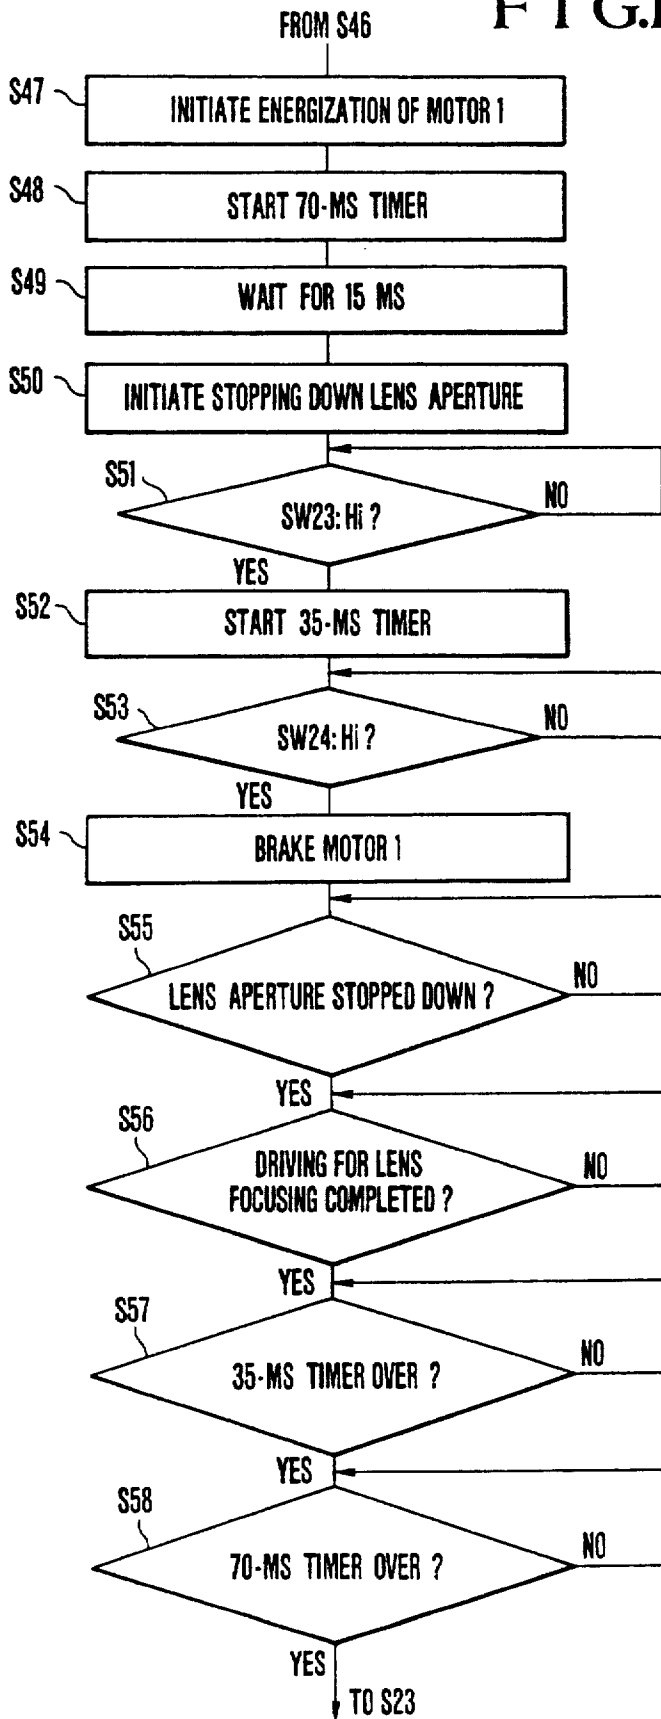 F I G.
FROM S46
S47
INITIATE ENERGIZATION OF MOTOR 1
S48
START 70-MS TIMER
S49
WAIT FOR 15 MS
S50
INITIATE STOPPING DOWN LENS APERTURE
S51
SW23: Hi ?
NO
YES
S52
START 35-MS TIMER
S53
SW24: Hi ?
NO
YES
S54
BRAKE MOTOR 1
S55
LENS APERTURE STOPPED DOWN ?
NO
YES
S56
DRIVING FOR LENS
FOCUSING COMPLETED ?
NO
YES
S57
35-MS TIMER OVER ?
NO
YES
S58
70-MS TIMER OVER ?
NO
YES
TO S23